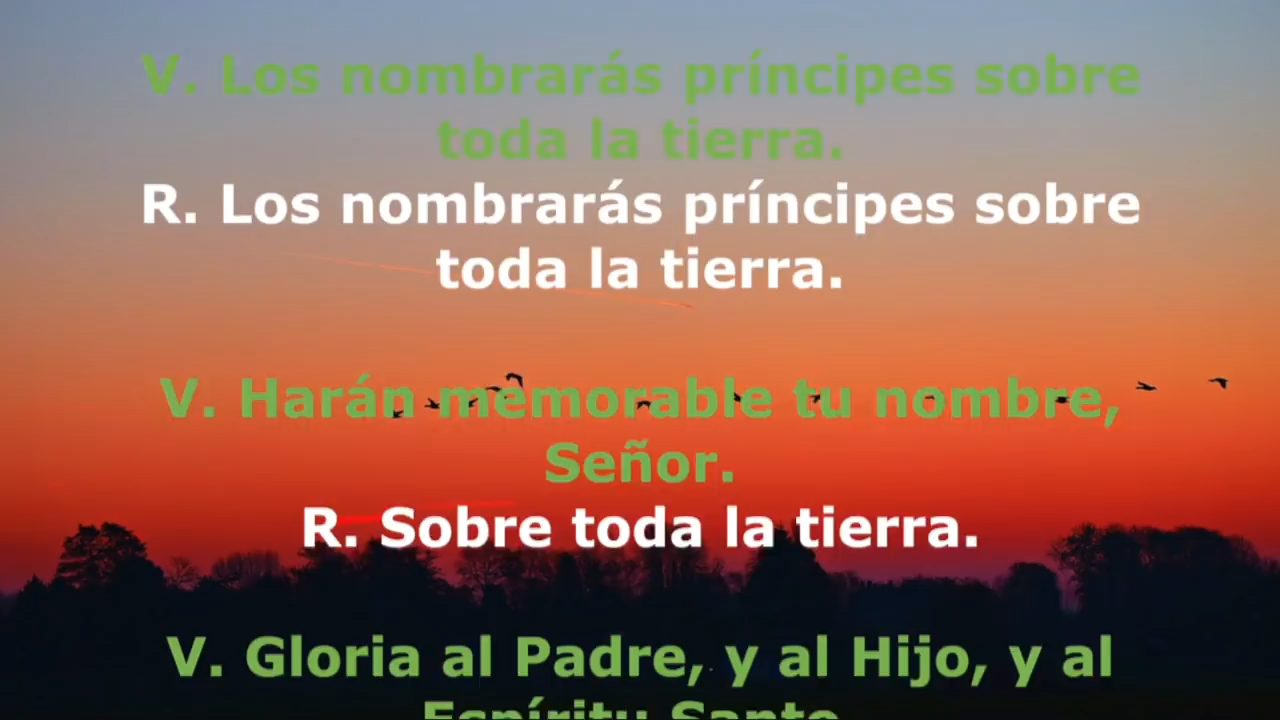 V. Los nombrarás príncipes sobre
toda la tierra.
R. Los nombrarás príncipes sobre
toda la tierra.
V. Harán memorable tu nombre,
Señor.
R. Sobre toda la tierra.
V. Gloria al Padre, y al Hijo, y al
Espíritu Santo.